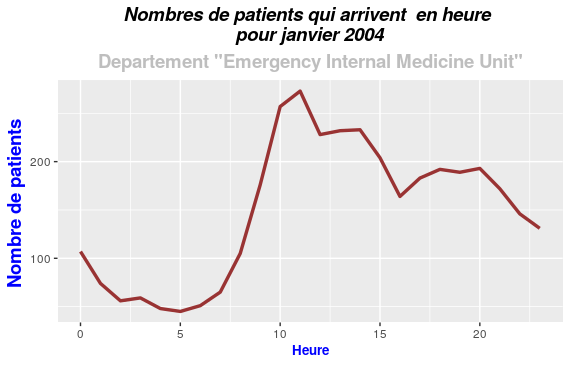 Nombres de patients qui arrivent  en heure
pour janvier 2004
Departement "Emergency Internal Medicine Unit"
Nombre de patients
200
100
0 5 10 15 20
Heure